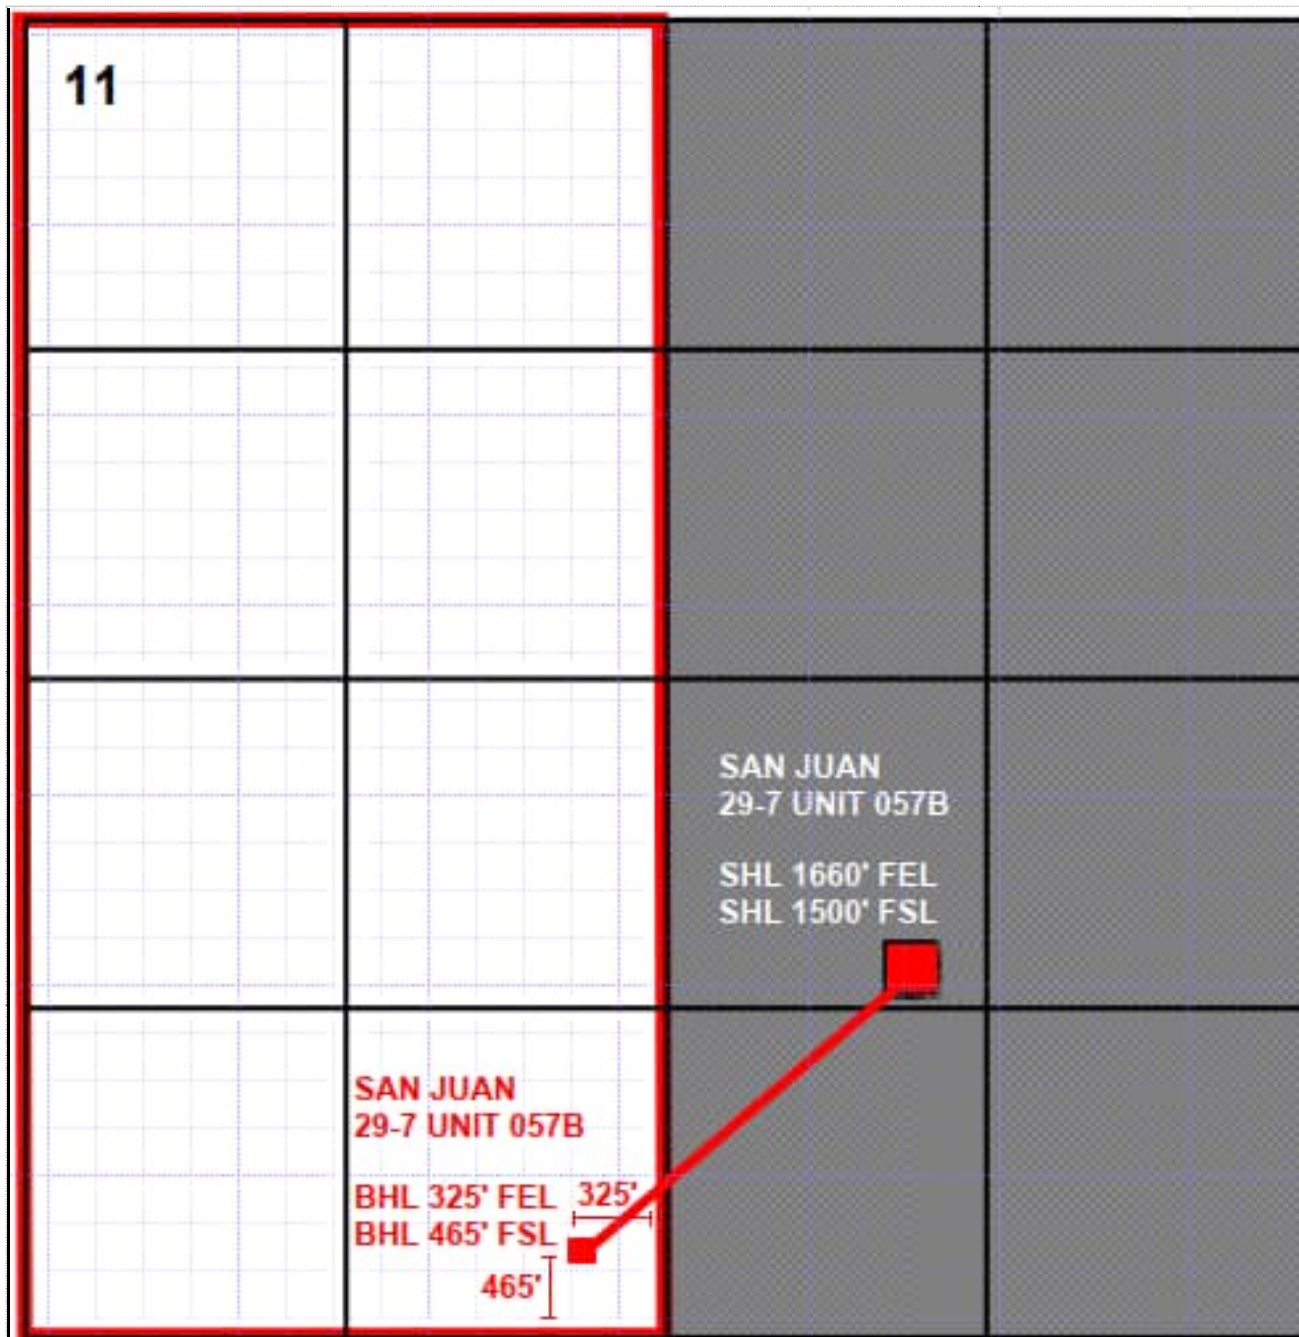 11
SAN JUAN
29-7 UNIT 057B
SHL 1660' FEL
SHL 1500' FSL
SAN JUAN
29-7 UNIT 057B
BHL 325' FEL
BHL 465' FSL
325'
465'